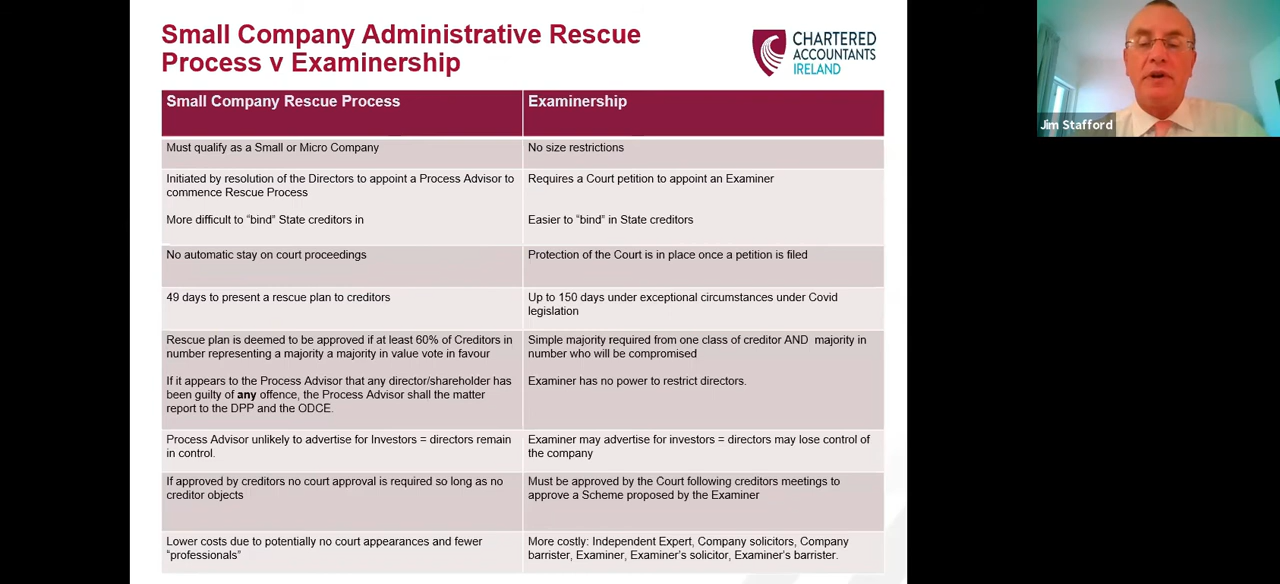 Small Company Administrative Rescue
Process v Examinership
CHARTERED
ACCOUNTANTS
IRELAND
Jim Stafford
Small Company Rescue Process
Examinership
Must qualify as a Small or Micro Company
No size restrictions
Initiated by resolution of the Directors to appoint a Process Advisor to
commence Rescue Process
More difficult to “bind” State creditors in
Requires a Court petition to appoint an Examiner
Easier to “bind” in State creditors
No automatic stay on court proceedings
Protection of the Court is in place once a petition is filed
49 days to present a rescue plan to creditors
Up to 150 days under exceptional circumstances under Covid
legislation
Rescue plan is deemed to be approved if at least 60% of Creditors in
number representing a majority a majority in value vote in favour
If it appears to the Process Advisor that any director/shareholder has
been guilty of any offence, the Process Advisor shall the matter
report to the DPP and the ODCE.
Simple majority required from one class of creditor AND majority in
number who will be compromised
Examiner has no power to restrict directors.
Process Advisor unlikely to advertise for Investors = directors remain
in control.
Examiner may advertise for investors = directors may lose control of
the company
If approved by creditors no court approval is required so long as no
creditor objects
Must be approved by the Court following creditors meetings to
approve a Scheme proposed by the Examiner
Lower costs due to potentially no court appearances and fewer
“professionals”
More costly: Independent Expert, Company solicitors, Company
barrister, Examiner, Examiner’s solicitor, Examiner’s barrister.